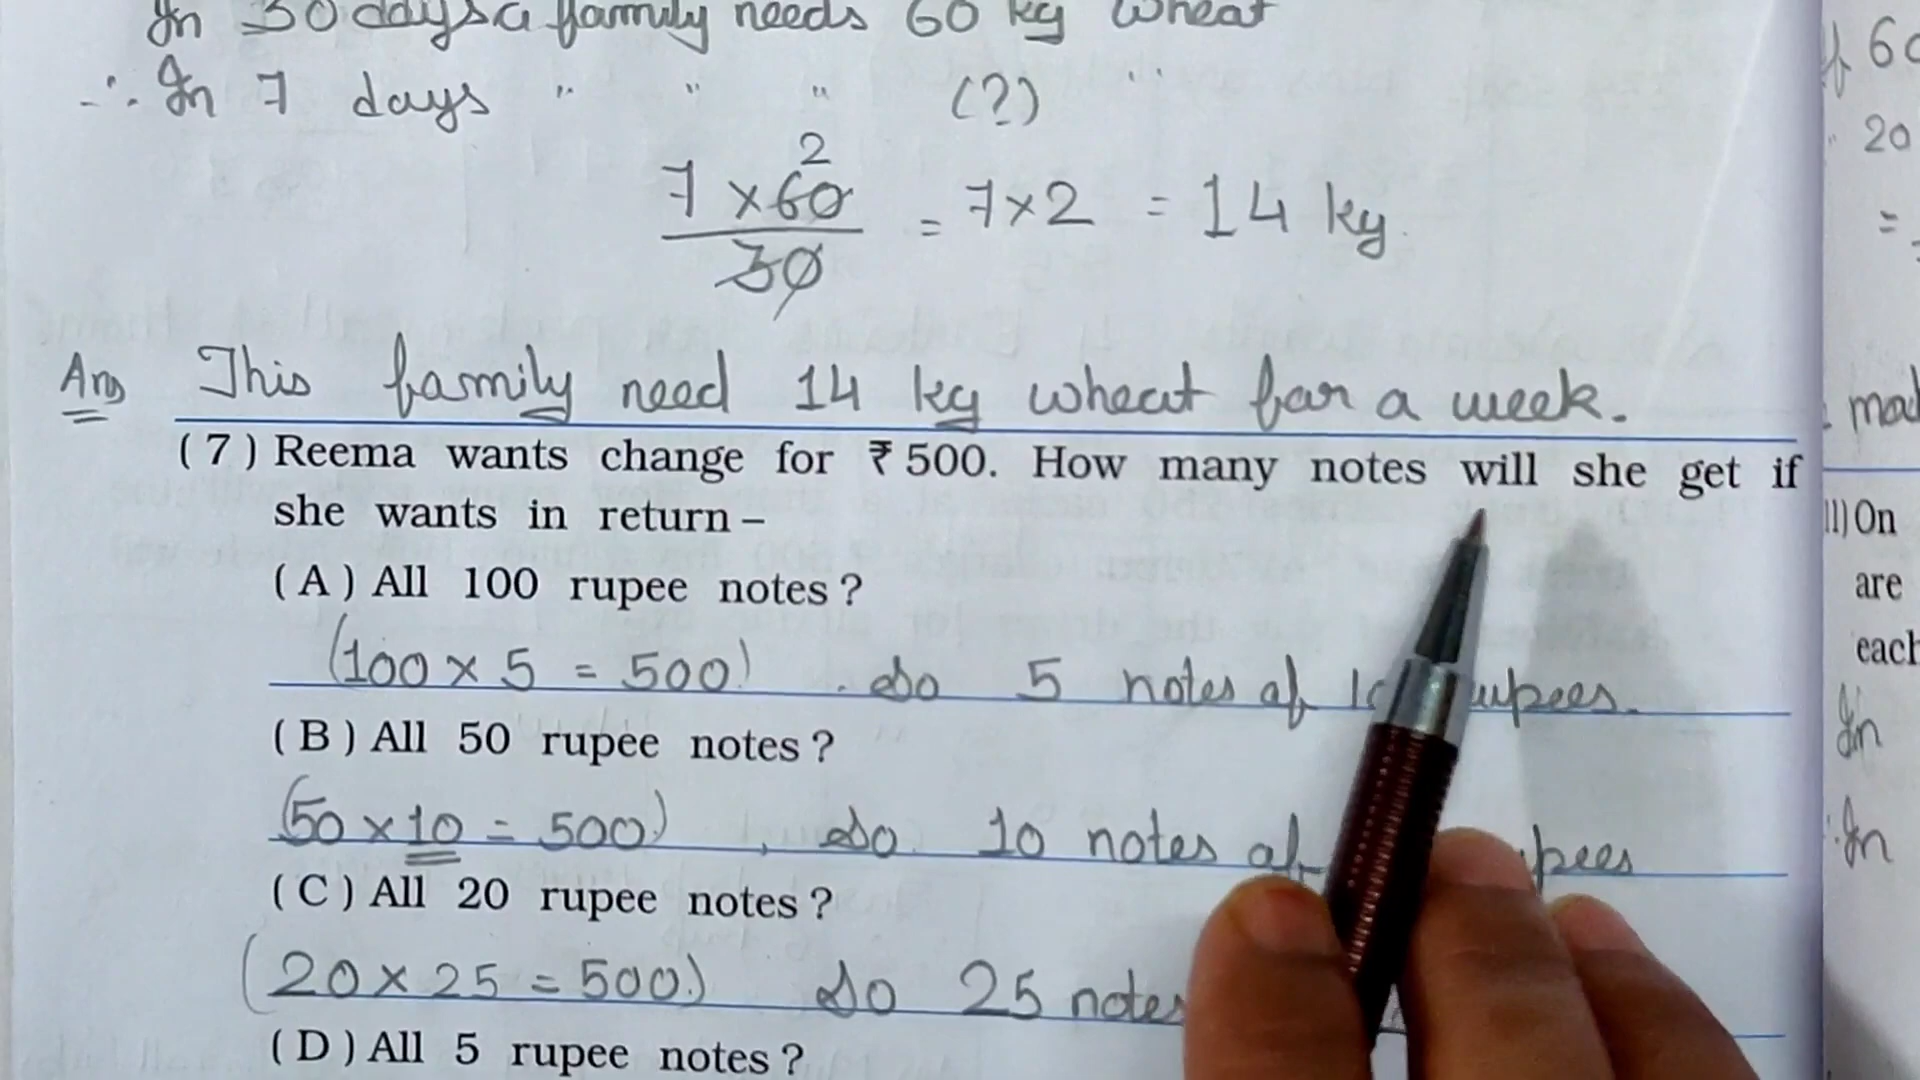 In 30 days a family needs 60 kg wheat
∴ In 7 days " " " (?) "
2
7 × 60
30
= 7 × 2 = 14 kg
Ans This family need 14 kg wheat for a week.
(7) Reema wants change for ₹ 500. How many notes will she get if
she wants in return –
(A) All 100 rupee notes?
(100 × 5 = 500) . So 5 notes of rupees.
(B) All 50 rupee notes?
(50 × 10 = 500) , So 10 notes of
(C) All 20 rupee notes?
(20 × 25 = 500) So 25 notes
(D) All 5 rupee notes?
20
=
11) On
are
each
In
In